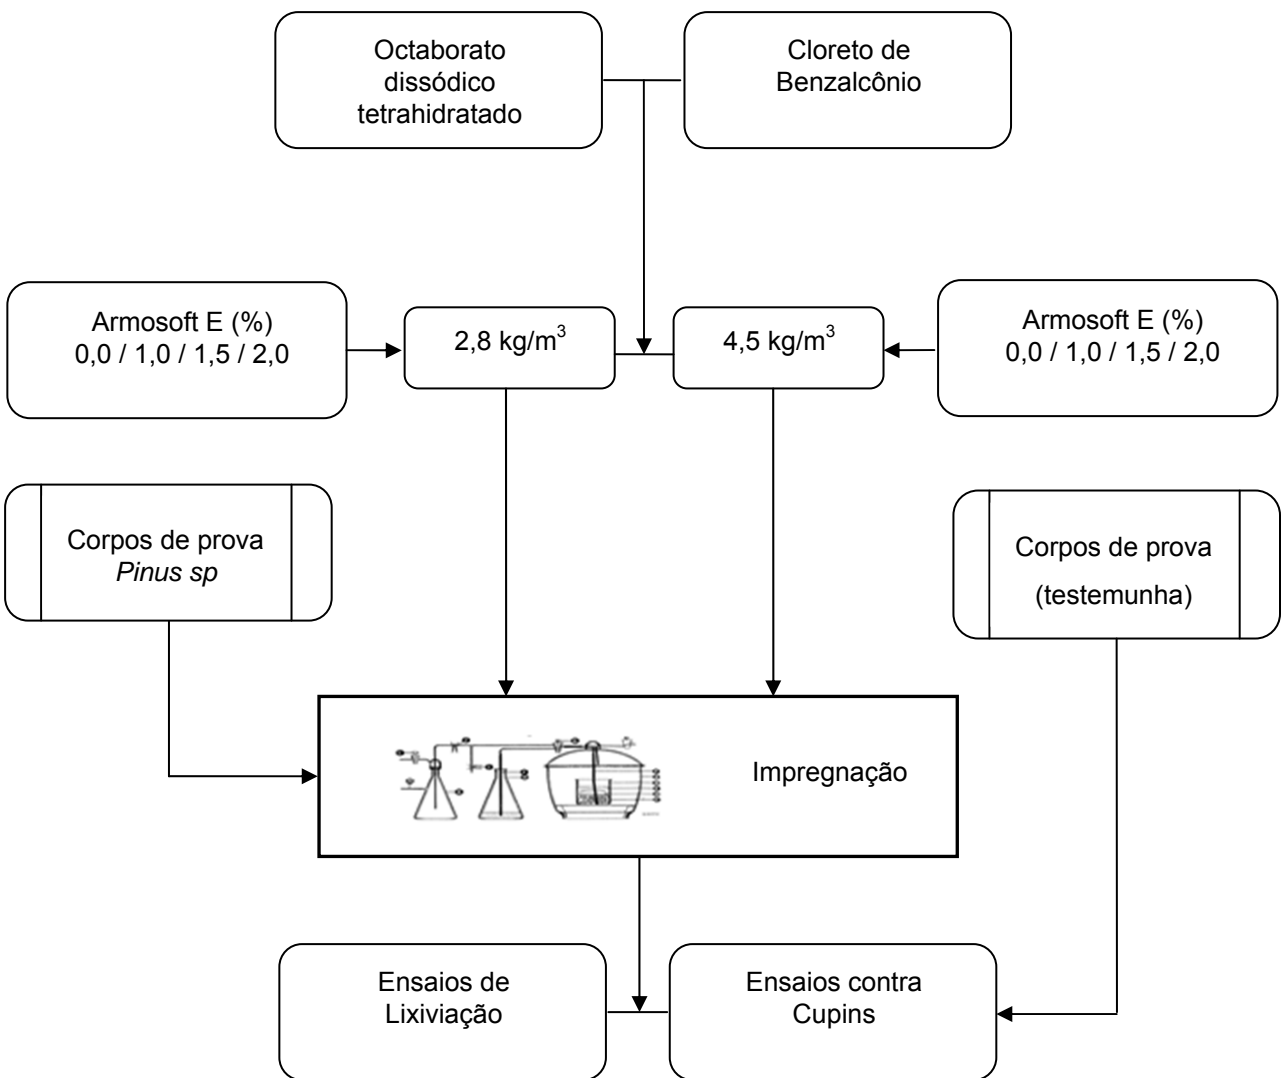 Octaborato
dissódico
tetrahidratado
Cloreto de
Benzalcônio
Armosoft E (%)
0,0 / 1,0 / 1,5 / 2,0
2,8 kg/m³
4,5 kg/m³
Armosoft E (%)
0,0 / 1,0 / 1,5 / 2,0
Corpos de prova
Pinus sp
Corpos de prova
(testemunha)
Impregnação
Ensaios de
Lixiviação
Ensaios contra
Cupins